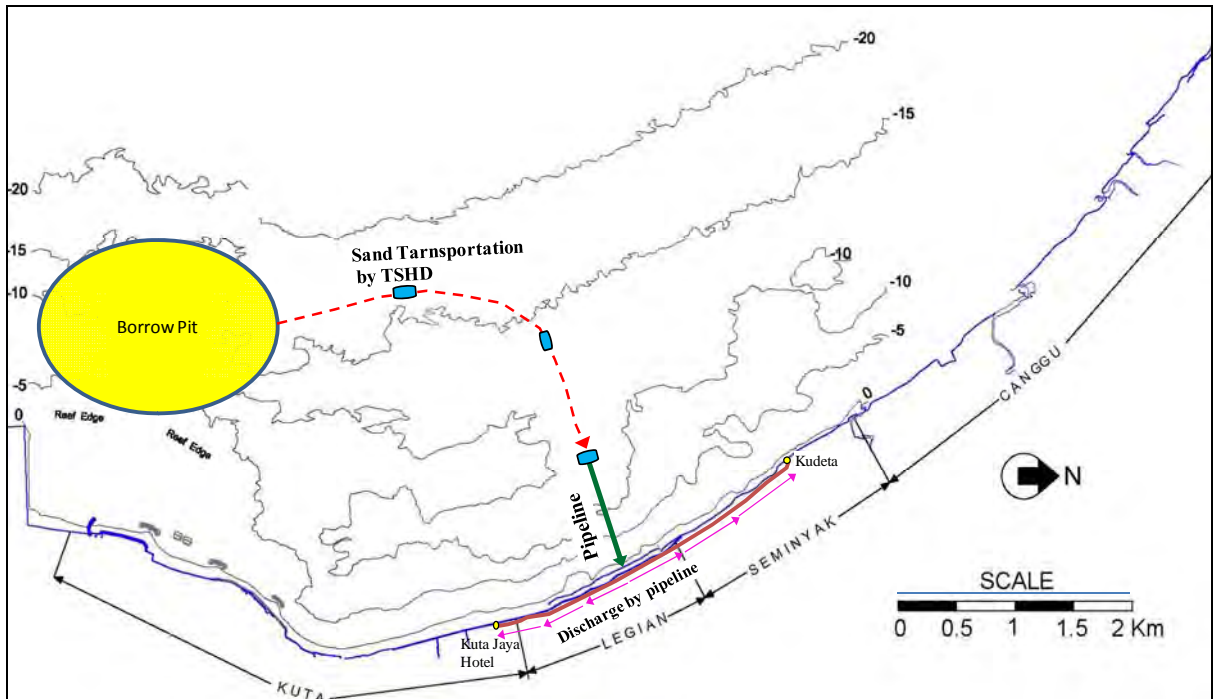 -20
-15
-20
-15
Sand Tarnsportation
by TSHD
-10
-10
-10
Borrow Pit
-5
-5
0
Reef Edge
Reef Edge
0
CANGGU
Kudeta
N
Pipeline
SEMINYAK
SCALE
0 0.5 1 1.5 2 Km
Discharge by pipeline
LEGIAN
Kuta Jaya
Hotel
KUTA